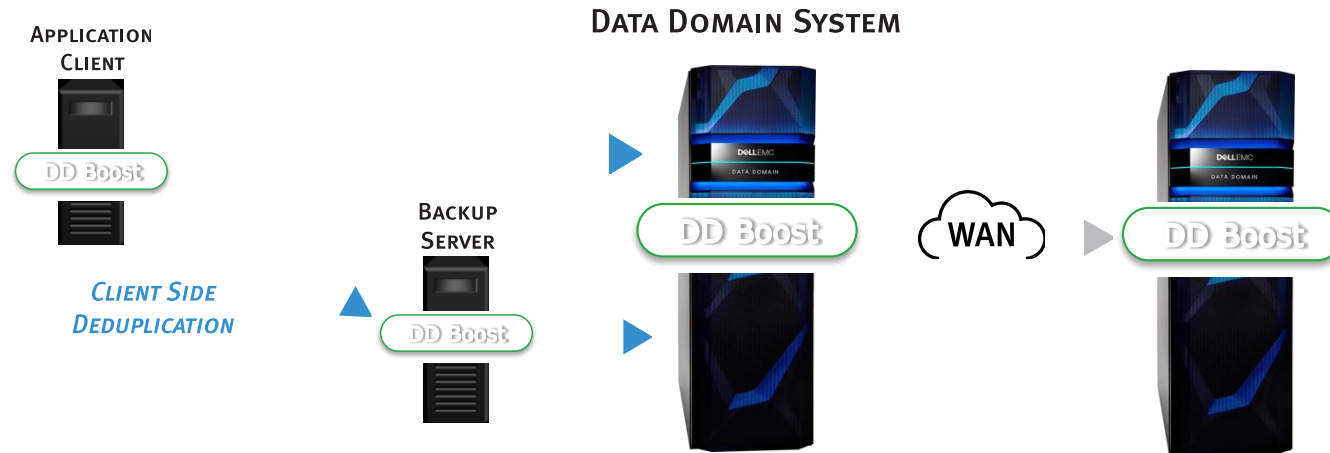 DATA DOMAIN SYSTEM
APPLICATION
CLIENT
DD Boost
BACKUP
SERVER
DD Boost
CLIENT SIDE
DEDUPLICATION
DELLEMC
DATA DOMAIN
DD Boost
WAN
DELLEMC
DATA DOMAIN
DD Boost